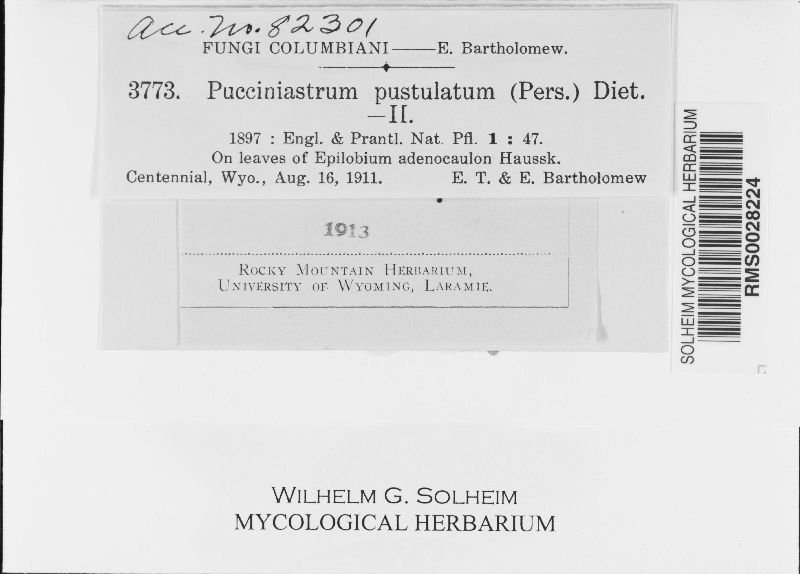 Acc. No. 82301
FUNGI COLUMBIANI—E. Bartholomew.
3773. Pucciniastrum pustulatum (Pers.) Diet.
—II.
1897 : Engl. & Prantl. Nat. Pfl. 1 : 47.
On leaves of Epilobium adenocaulon Haussk.
Centennial, Wyo., Aug. 16, 1911. E. T. & E. Bartholomew
1913
ROCKY MOUNTAIN HERBARIUM,
UNIVERSITY OF WYOMING, LARAMIE.
SOLHEIM MYCOLOGICAL HERBARIUM
RMS0028224
WILHELM G. SOLHEIM
MYCOLOGICAL HERBARIUM